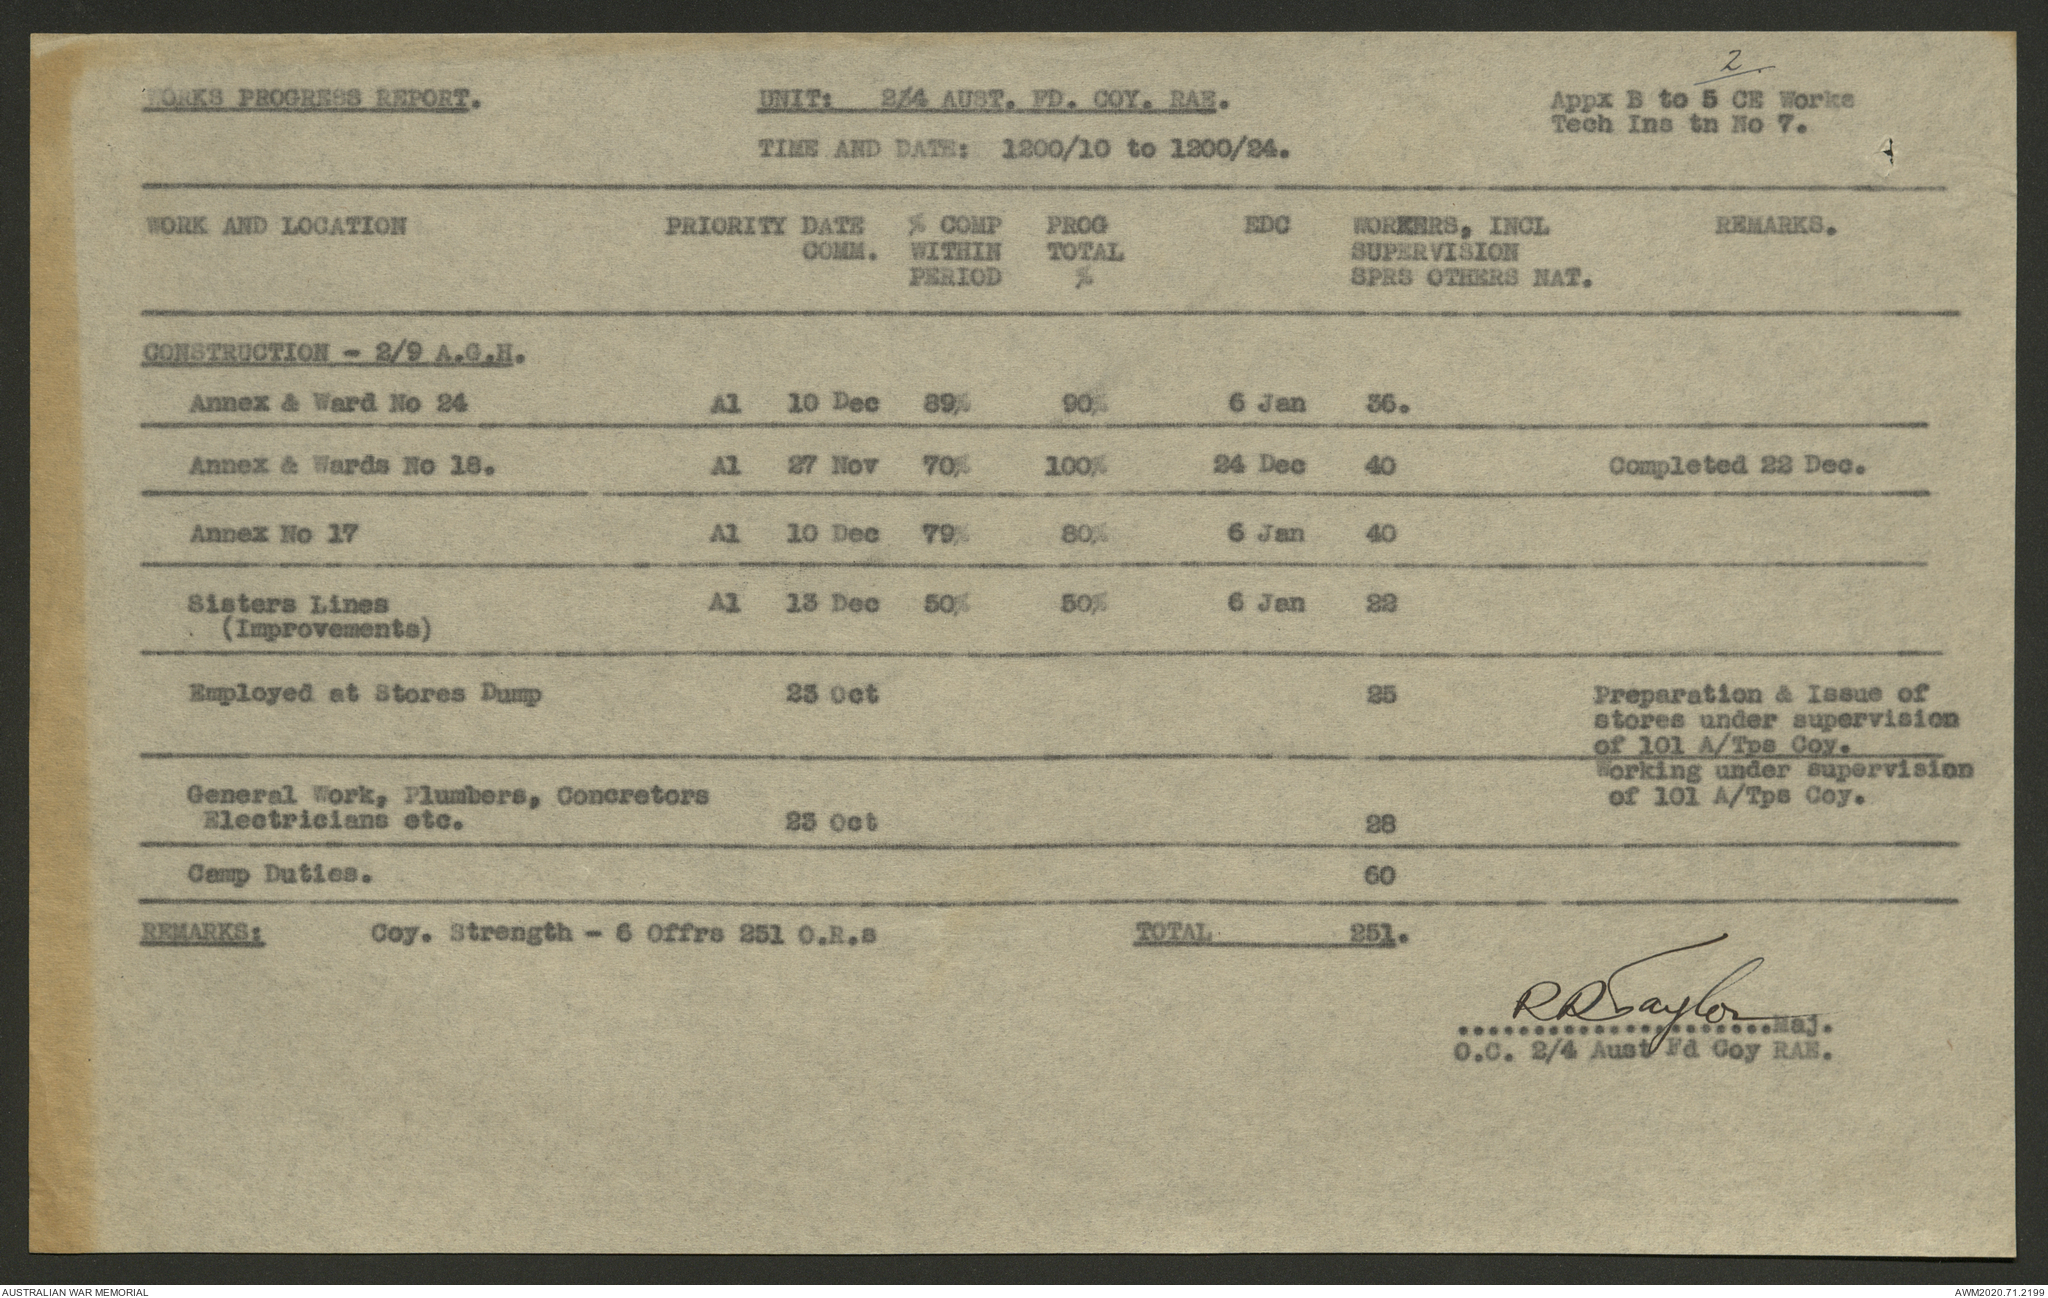 2.
WORKS PROGRESS REPORT. UNIT: 2/4 AUST. FD. COY. RAE. Appx B to 5 CE Works
Tech Ins tn No 7.
TIME AND DATE: 1200/10 to 1200/24.
WORK AND LOCATION PRIORITY DATE % COMP PROG EDC WORKERS, INCL REMARKS.
COMM. WITHIN TOTAL SUPERVISION
PERIOD % SPRS OTHERS NAT.
CONSTRUCTION - 2/9 A.G.H.
Annex & Ward No 24 A1 10 Dec 89% 90% 6 Jan 36.
Annex & Wards No 18. A1 27 Nov 70% 100% 24 Dec 40 Completed 22 Dec.
Annex No 17 A1 10 Dec 79% 80% 6 Jan 40
Sisters Lines A1 13 Dec 50% 50% 6 Jan 22
(Improvements)
Employed at Stores Dump 23 Oct 25 Preparation & Issue of
stores under supervision
of 101 A/Tps Coy.
Working under supervision
General Work, Plumbers, Concretors of 101 A/Tps Coy.
Electricians etc. 23 Oct 28
Camp Duties. 60
REMARKS: Coy. Strength - 6 Offrs 251 O.R.s TOTAL 251.
RRTaylor
....................Maj.
O.C. 2/4 Aust Fd Coy RAE.
AUSTRALIAN WAR MEMORIAL AWM2020.71.2199